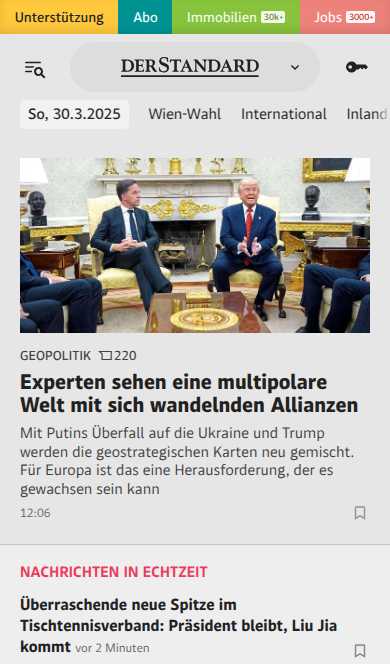 Unterstützung Abo Immobilien 30k+ Jobs 3000+
DERSTANDARD
So, 30.3.2025 Wien-Wahl International Inland
GEOPOLITIK 220
Experten sehen eine multipolare
Welt mit sich wandelnden Allianzen
Mit Putins Überfall auf die Ukraine und Trump
werden die geostrategischen Karten neu gemischt.
Für Europa ist das eine Herausforderung, der es
gewachsen sein kann
12:06
NACHRICHTEN IN ECHTZEIT
Überraschende neue Spitze im
Tischtennisverband: Präsident bleibt, Liu Jia
kommt vor 2 Minuten